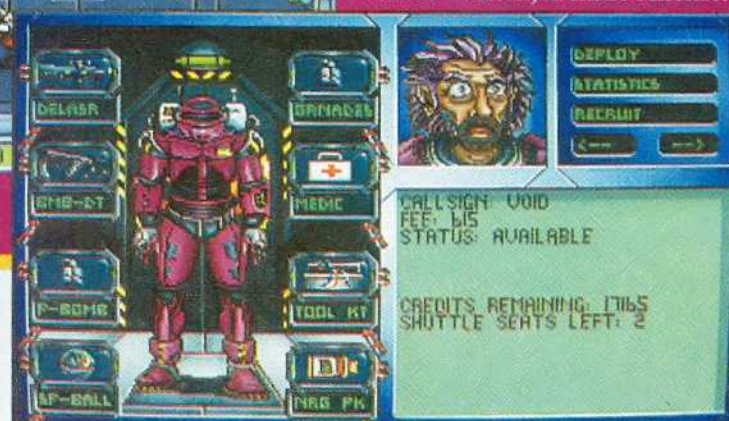 DELASR
BMB-DT
P-BOMB
SP-BALL
GRNADES
MEDIC
TOOL KT
D
NRG PK
DEPLOY
STATISTICS
RECRUIT
<-- -->
CALLSIGN: VOID
FEE: 615
STATUS: AVAILABLE
CREDITS REMAINING: 17165
SHUTTLE SEATS LEFT: 2